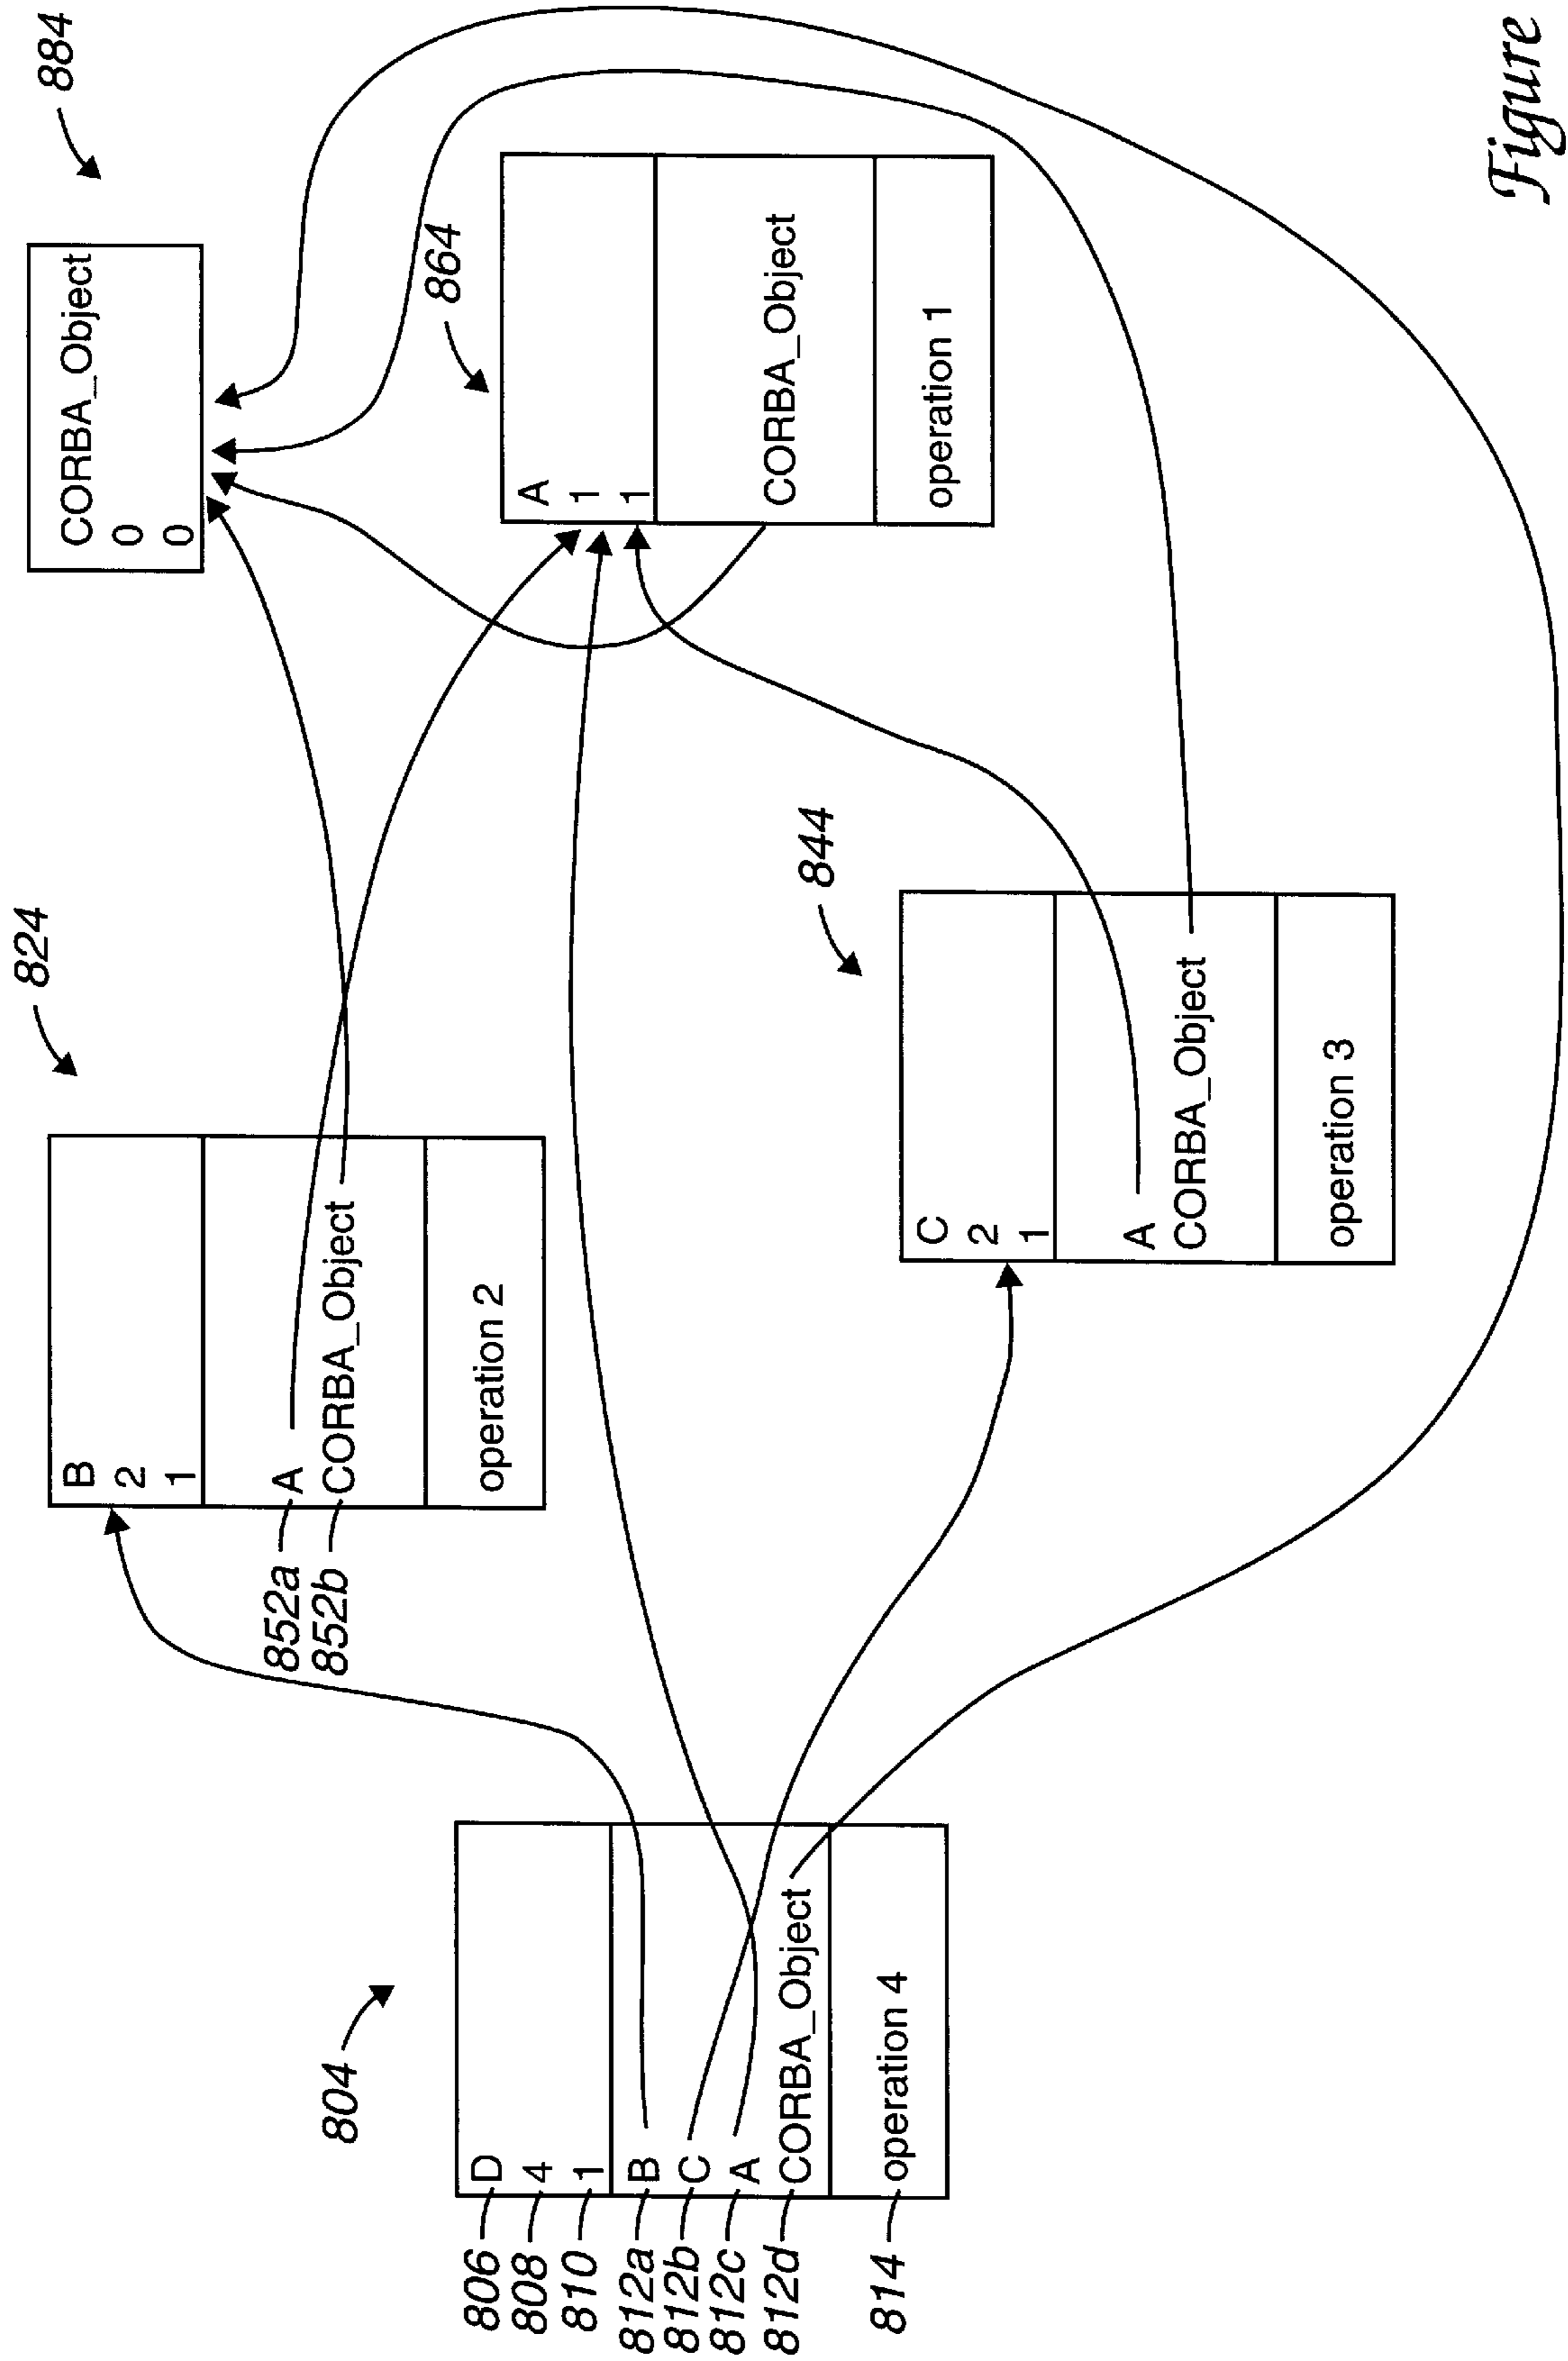 804
806
D
808
4
810
1
812a
B
812b
C
812c
A
812d
CORBA_Object
814
operation 4
824
B
2
1
852a
A
852b
CORBA_Object
operation 2
844
C
2
1
A
CORBA_Object
operation 3
884
CORBA_Object
0
0
864
A
1
1
CORBA_Object
operation 1
Figure